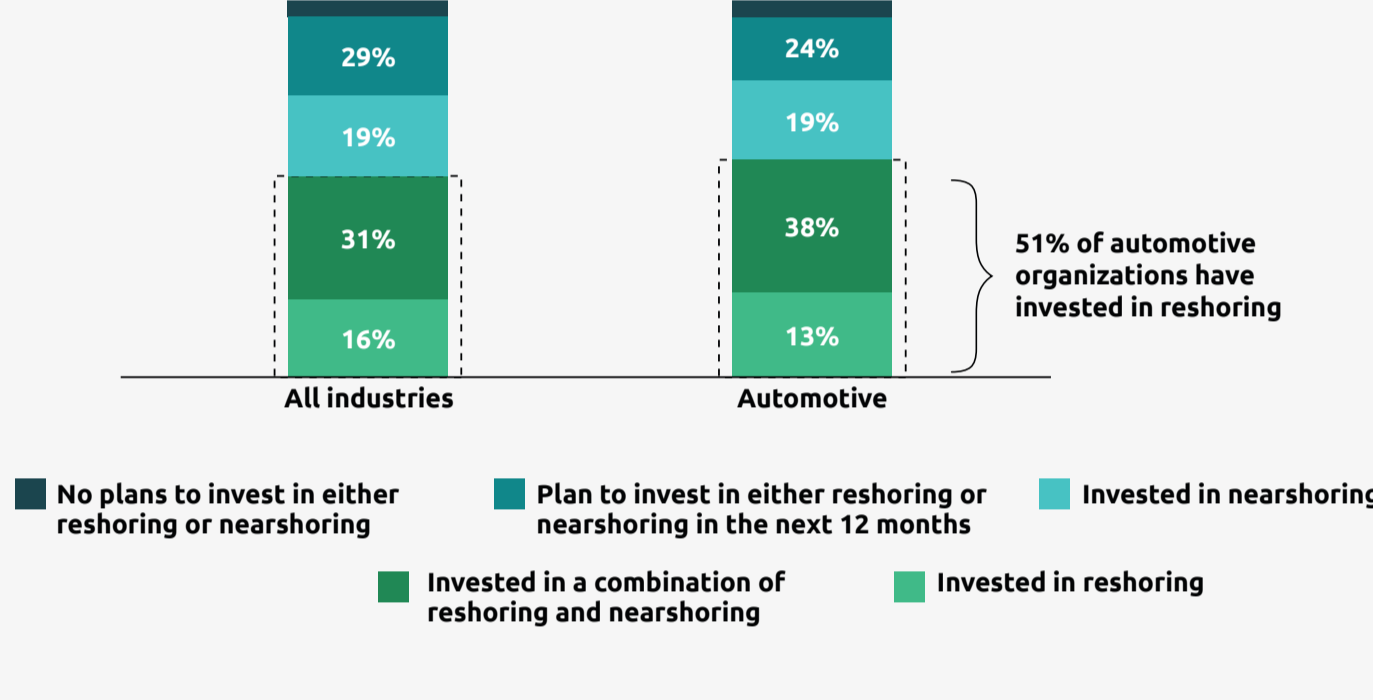 29%
24%
19%
19%
31%
38%
51% of automotive
organizations have
invested in reshoring
16%
13%
All industries
Automotive
No plans to invest in either
reshoring or nearshoring
Plan to invest in either reshoring or
nearshoring in the next 12 months
Invested in nearshoring
Invested in a combination of
reshoring and nearshoring
Invested in reshoring